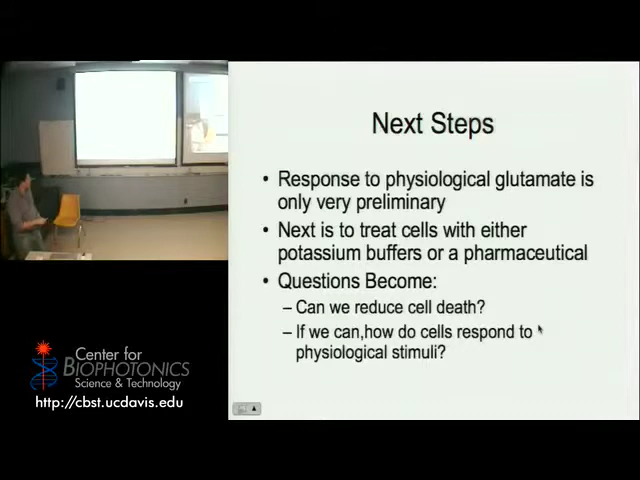 Next Steps
• Response to physiological glutamate is
only very preliminary
• Next is to treat cells with either
potassium buffers or a pharmaceutical
• Questions Become:
– Can we reduce cell death?
– If we can,how do cells respond to
physiological stimuli?
Center for
BIOPHOTONICS
Science & Technology
http://cbst.ucdavis.edu